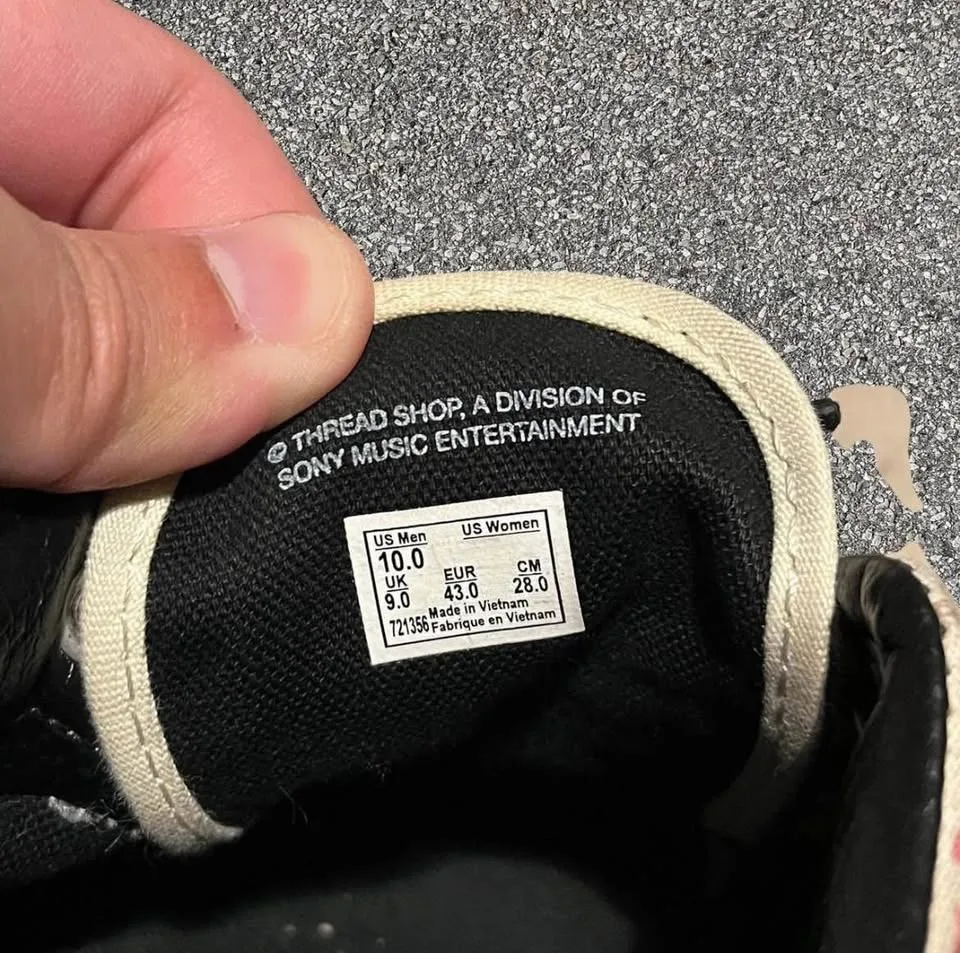 © THREAD SHOP, A DIVISION OF
SONY MUSIC ENTERTAINMENT
US Men US Women
10.0
UK EUR CM
9.0 43.0 28.0
Made in Vietnam
721356 Fabrique en Vietnam